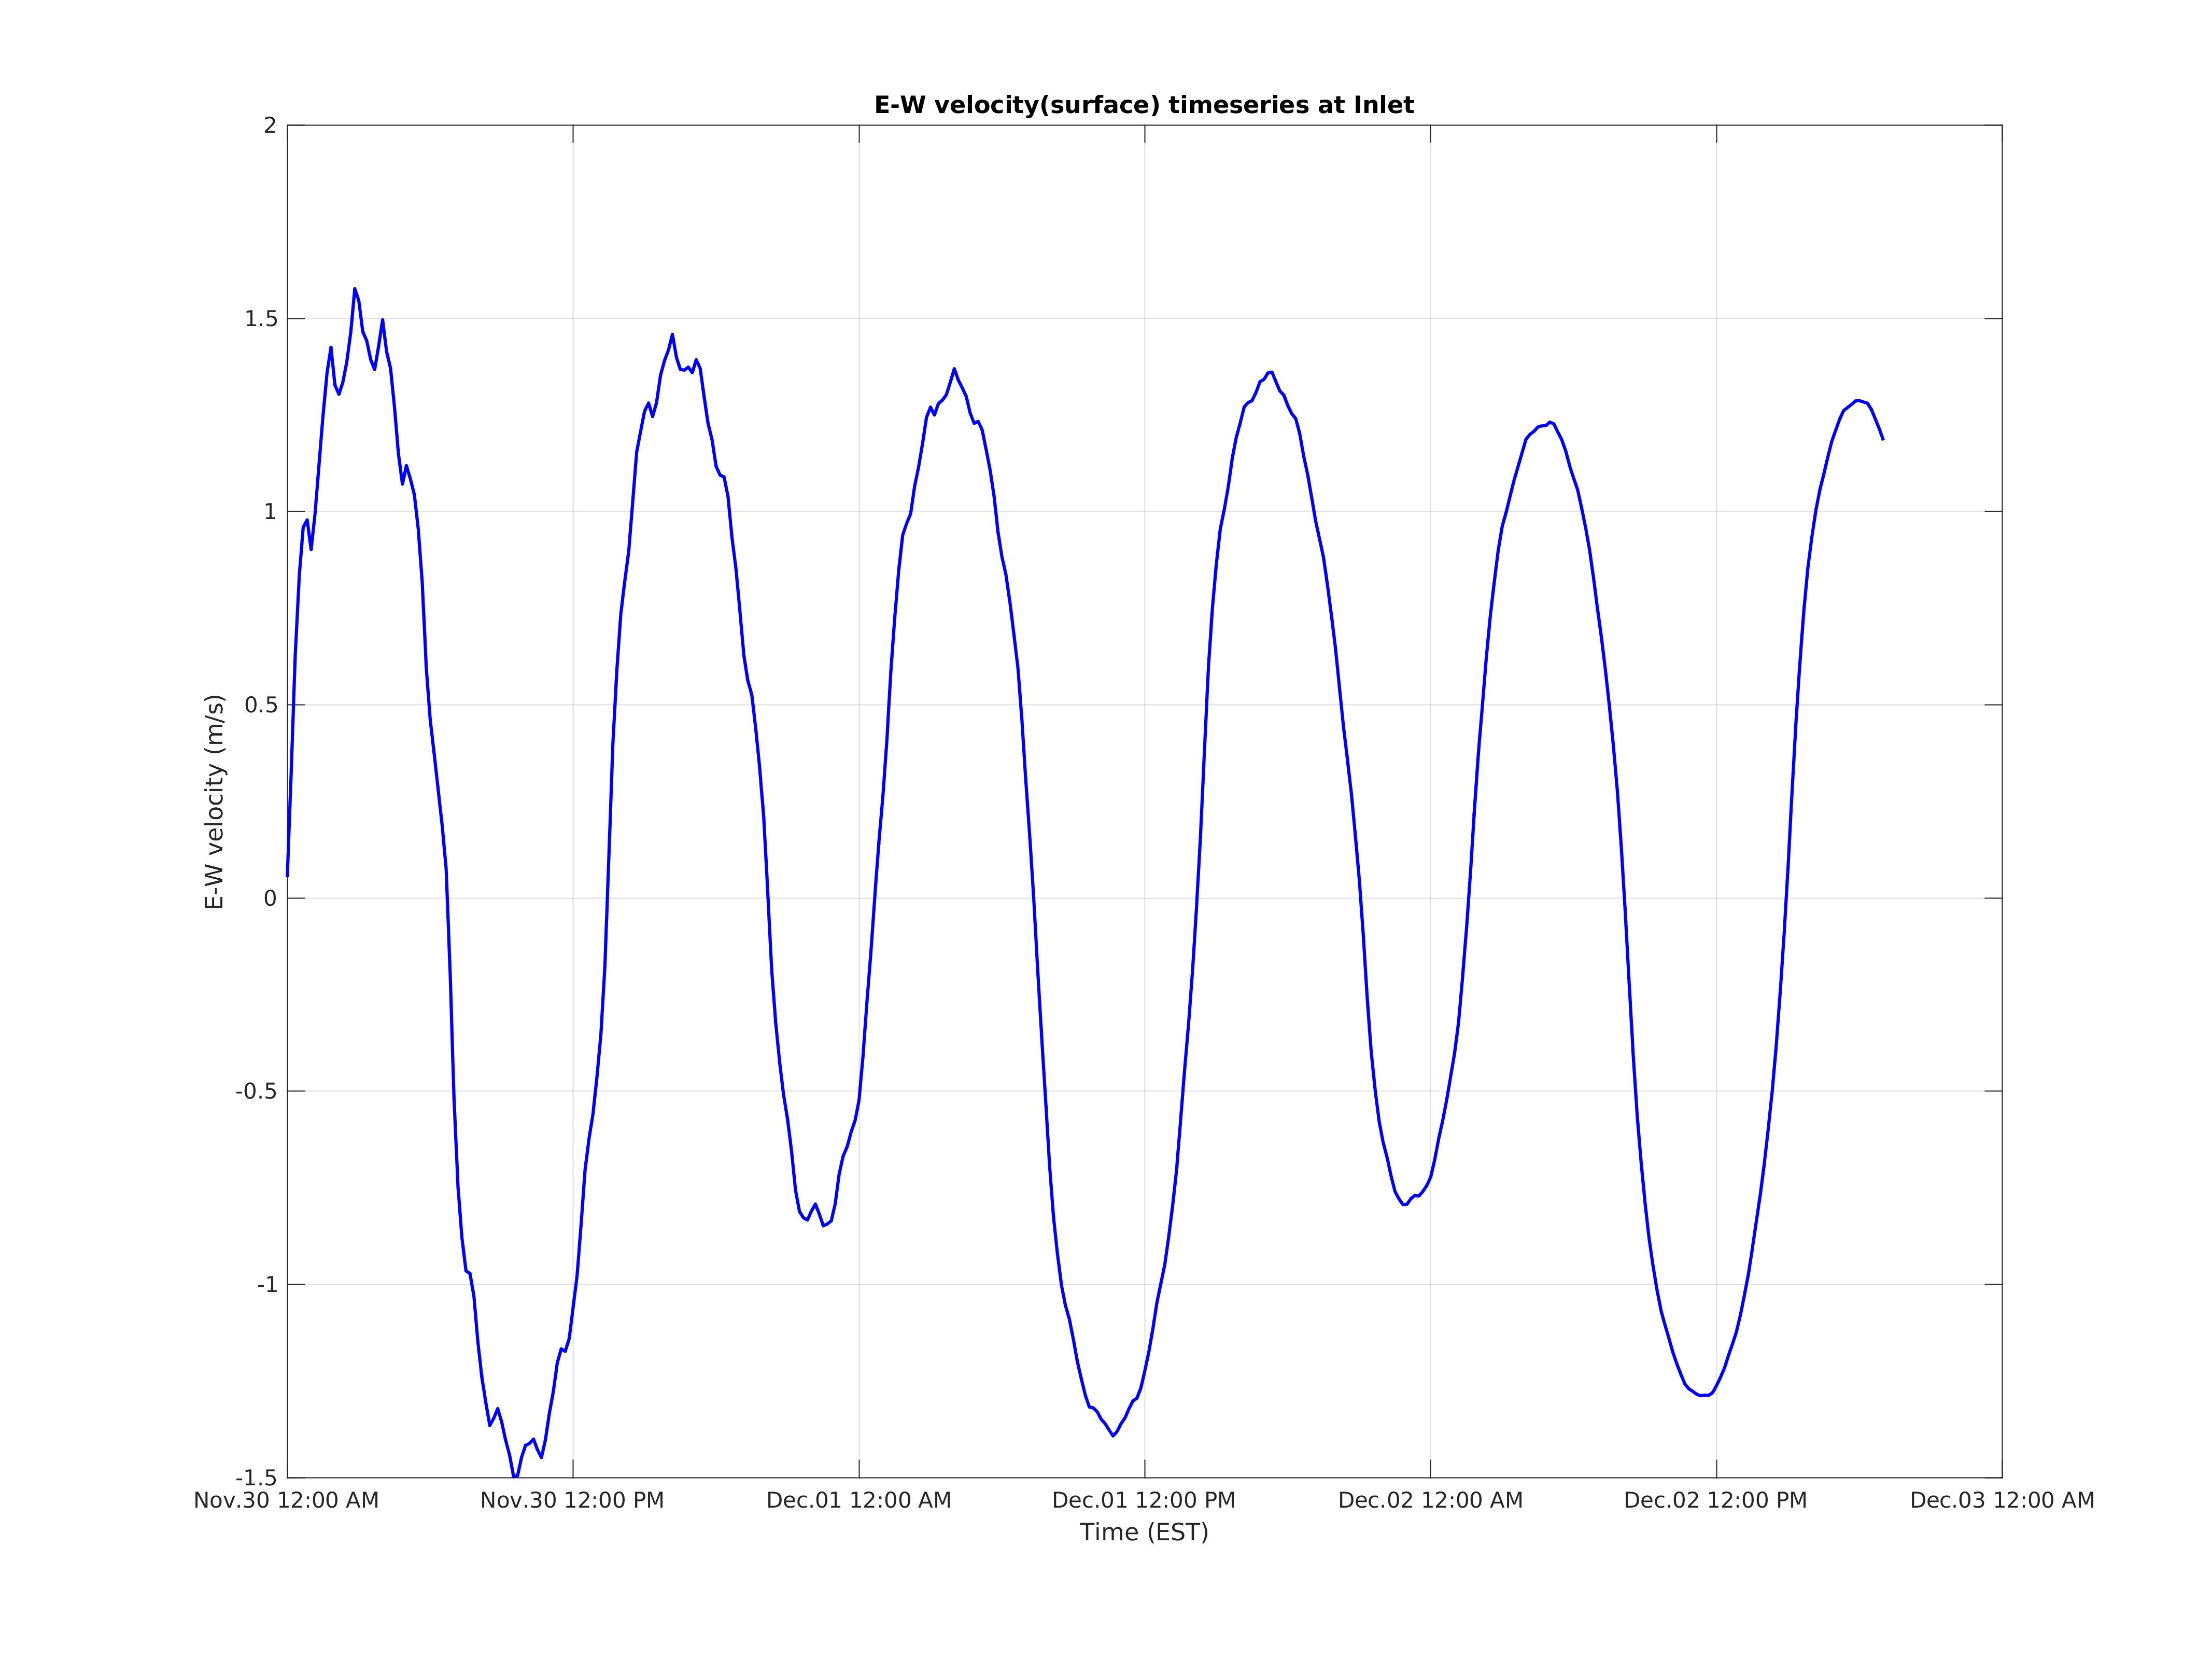 E-W velocity(surface) timeseries at Inlet
2
1.5
1
0.5
0
-0.5
-1
-1.5
E-W velocity (m/s)
Nov.30 12:00 AM Nov.30 12:00 PM Dec.01 12:00 AM Dec.01 12:00 PM Dec.02 12:00 AM Dec.02 12:00 PM Dec.03 12:00 AM
Time (EST)